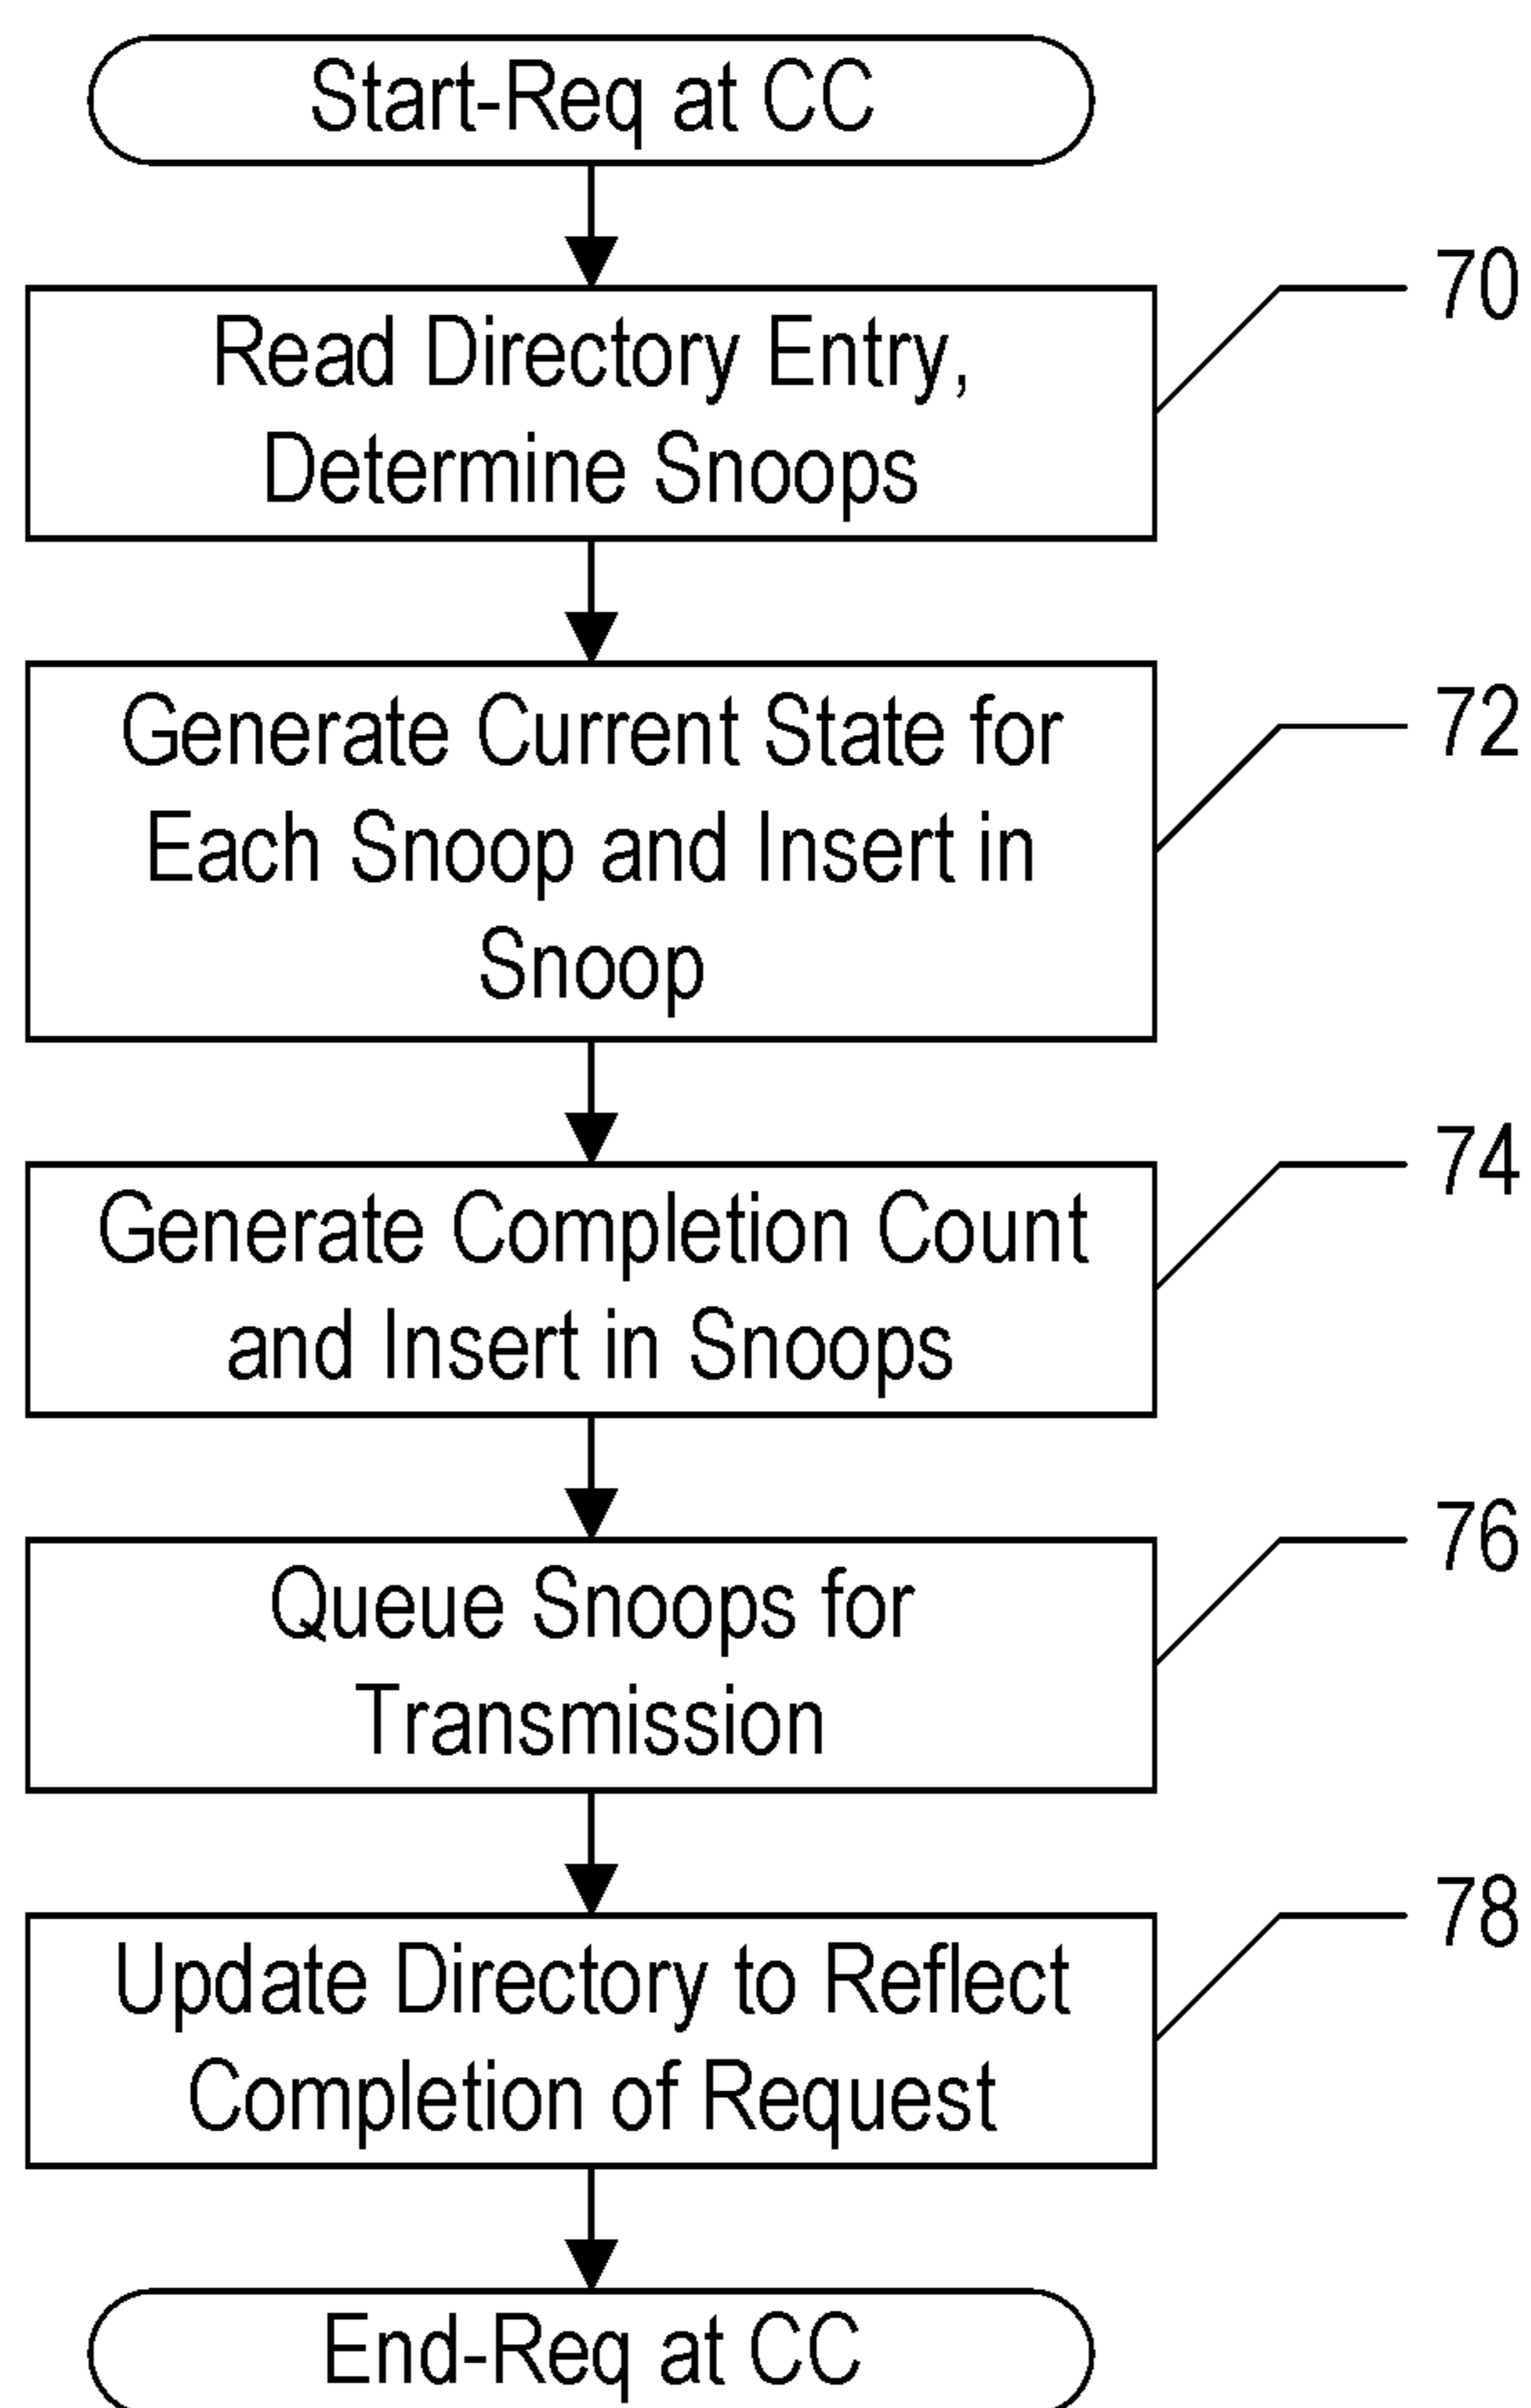 Start-Req at CC
70
Read Directory Entry,
Determine Snoops
72
Generate Current State for
Each Snoop and Insert in
Snoop
74
Generate Completion Count
and Insert in Snoops
76
Queue Snoops for
Transmission
78
Update Directory to Reflect
Completion of Request
End-Req at CC